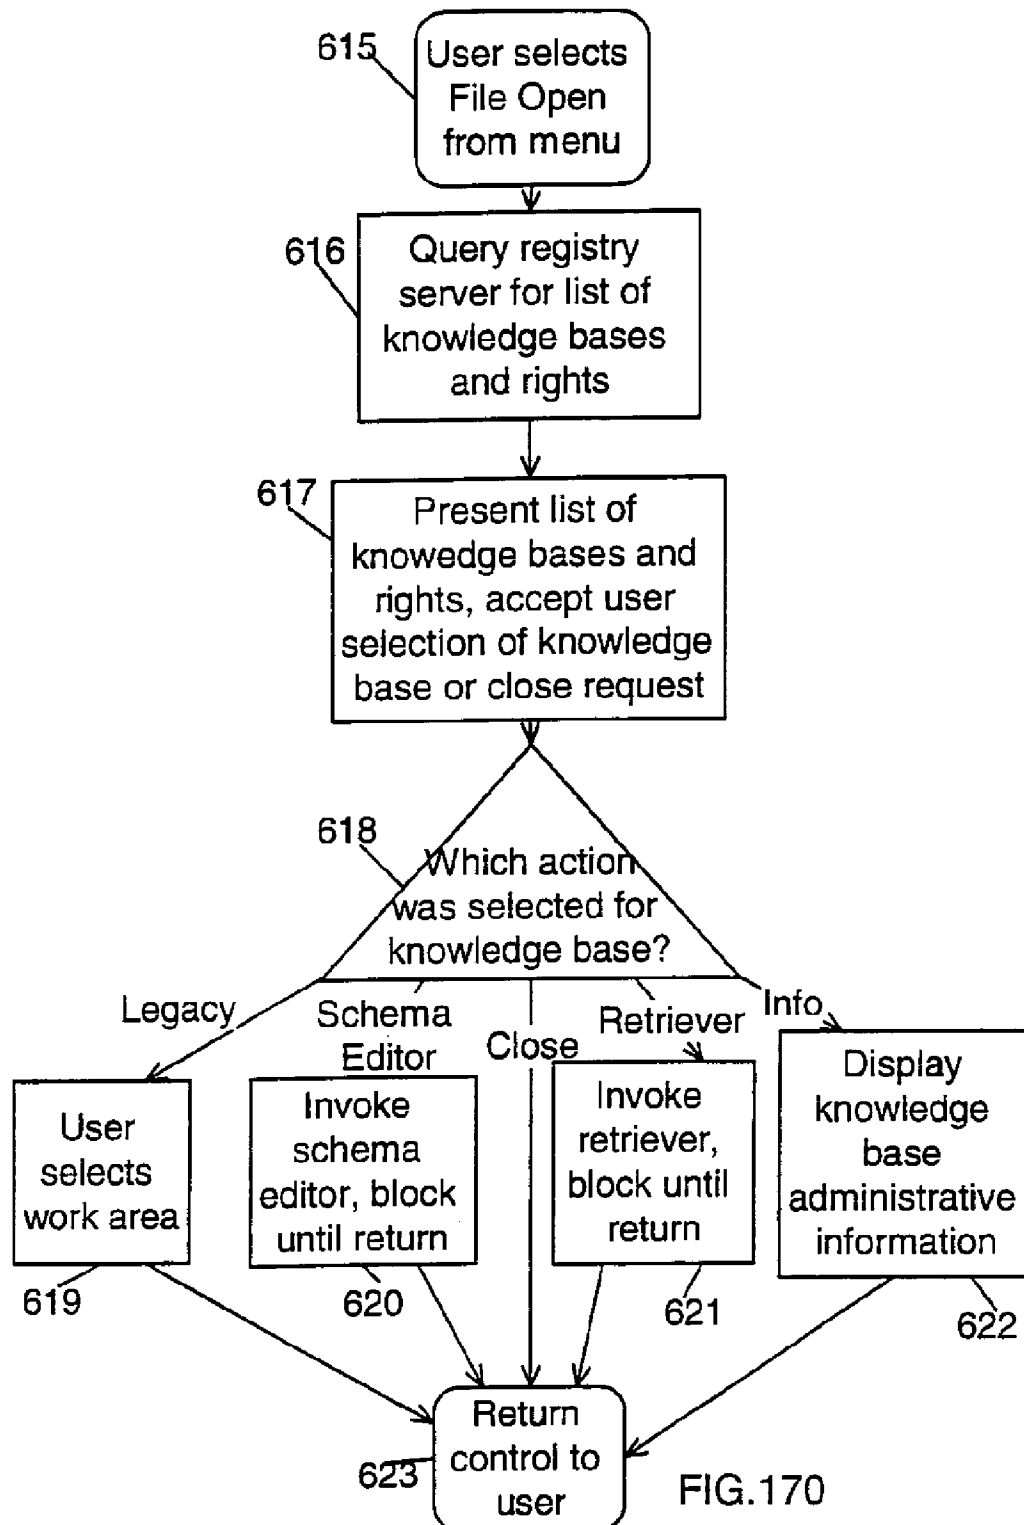 615
User selects
File Open
from menu
616
Query registry
server for list of
knowledge bases
and rights
617
Present list of
knowedge bases and
rights, accept user
selection of knowledge
base or close request
618
Which action
was selected for
knowledge base?
Legacy
Schema
Editor
Close
Retriever
Info
User
selects
work area
Invoke
schema
editor, block
until return
Invoke
retriever,
block until
return
Display
knowledge
base
administrative
information
619
620
621
622
623
Return
control to
user
FIG.170